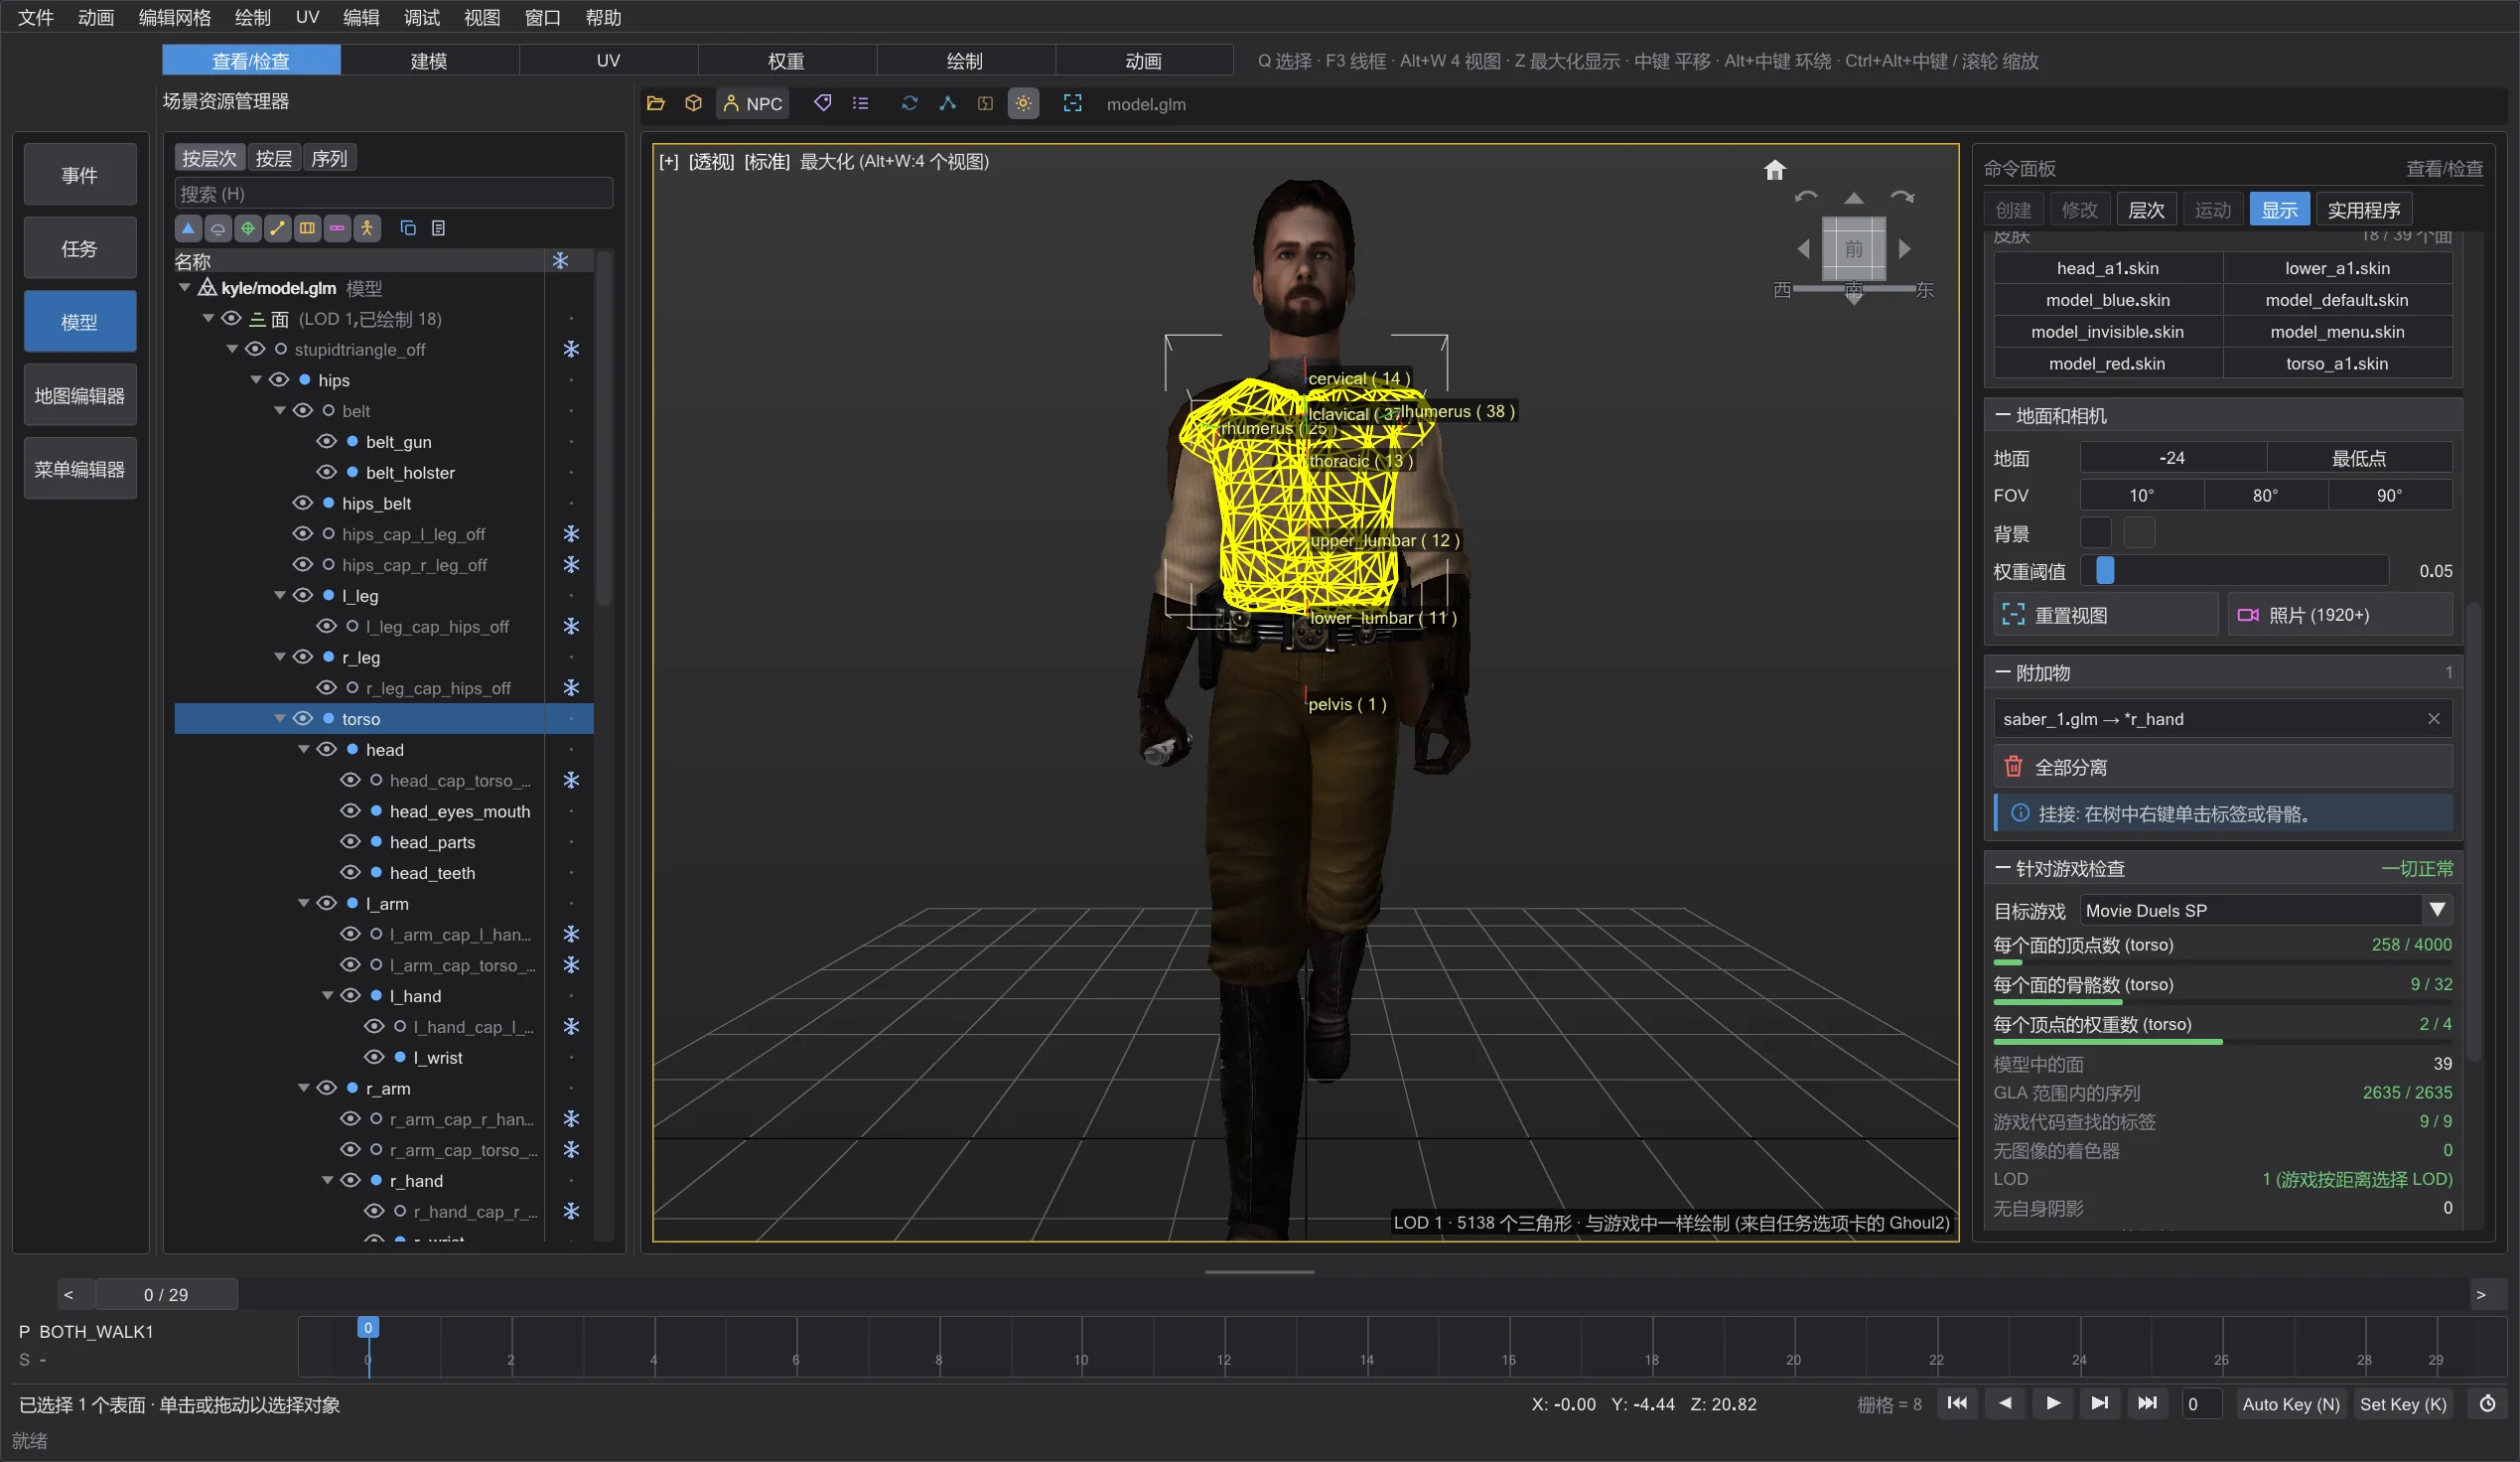 文件 动画 编辑网格 绘制 UV 编辑 调试 视图 窗口 帮助
查看/检查 建模 UV 权重 绘制 动画 Q 选择 · F3 线框 · Alt+W 4 视图 · Z 最大化显示 · 中键 平移 · Alt+中键 环绕 · Ctrl+Alt+中键 / 滚轮 缩放
场景资源管理器
NPC model.glm
事件
任务
模型
地图编辑器
菜单编辑器
按层次 按层 序列
搜索 (H)
名称
kyle/model.glm 模型
面 (LOD 1,已绘制 18)
stupidtriangle_off
hips
belt
belt_gun
belt_holster
hips_belt
hips_cap_l_leg_off
hips_cap_r_leg_off
l_leg
l_leg_cap_hips_off
r_leg
r_leg_cap_hips_off
torso
head
head_cap_torso_...
head_eyes_mouth
head_parts
head_teeth
l_arm
l_arm_cap_l_han...
l_arm_cap_torso_...
l_hand
l_hand_cap_l_...
l_wrist
r_arm
r_arm_cap_r_han...
r_arm_cap_torso_...
r_hand
r_hand_cap_r_...
r_wrist
[+] [透视] [标准] 最大化 (Alt+W:4 个视图)
前
西 南 东
cervical ( 14 )
lclavical ( 37
lhumerus ( 38 )
rhumerus ( 25 )
thoracic ( 13 )
upper_lumbar ( 12 )
lower_lumbar ( 11 )
pelvis ( 1 )
LOD 1 · 5138 个三角形 · 与游戏中一样绘制 (来自任务选项卡的 Ghoul2)
命令面板 查看/检查
创建 修改 层次 运动 显示 实用程序
皮肤 18 / 39 个面
head_a1.skin lower_a1.skin
model_blue.skin model_default.skin
model_invisible.skin model_menu.skin
model_red.skin torso_a1.skin
地面和相机
地面 -24 最低点
FOV 10° 80° 90°
背景
权重阈值 0.05
重置视图 照片 (1920+)
附加物 1
saber_1.glm → *r_hand
全部分离
挂接: 在树中右键单击标签或骨骼。
针对游戏检查 一切正常
目标游戏 Movie Duels SP
每个面的顶点数 (torso) 258 / 4000
每个面的骨骼数 (torso) 9 / 32
每个顶点的权重数 (torso) 2 / 4
模型中的面 39
GLA 范围内的序列 2635 / 2635
游戏代码查找的标签 9 / 9
无图像的着色器 0
LOD 1 (游戏按距离选择 LOD)
无自身阴影 0
< 0 / 29 >
P BOTH_WALK1
S -
0
0 2 4 6 8 10 12 14 16 18 20 22 24 26 28 29
已选择 1 个表面 · 单击或拖动以选择对象 X: -0.00 Y: -4.44 Z: 20.82 栅格 = 8 0 Auto Key (N) Set Key (K)
就绪